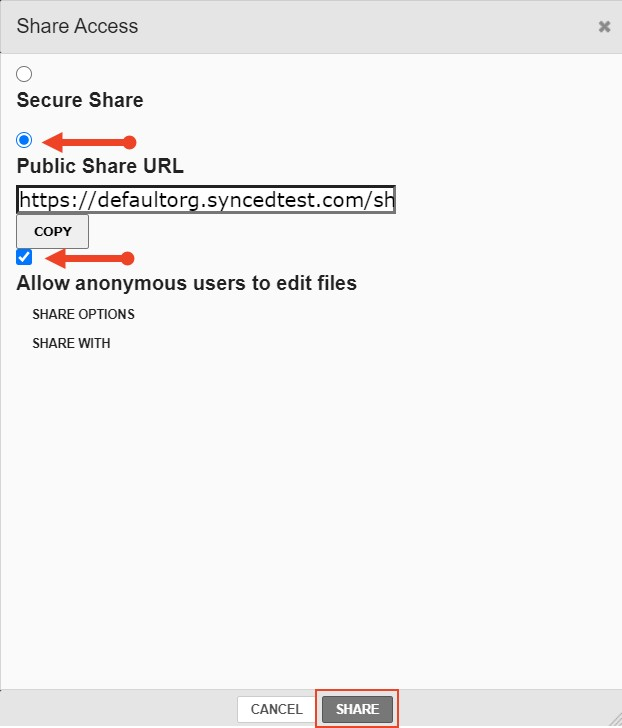 Share Access
Secure Share
Public Share URL
https://defaultorg.syncedtest.com/sh
COPY
Allow anonymous users to edit files
SHARE OPTIONS
SHARE WITH
CANCEL SHARE